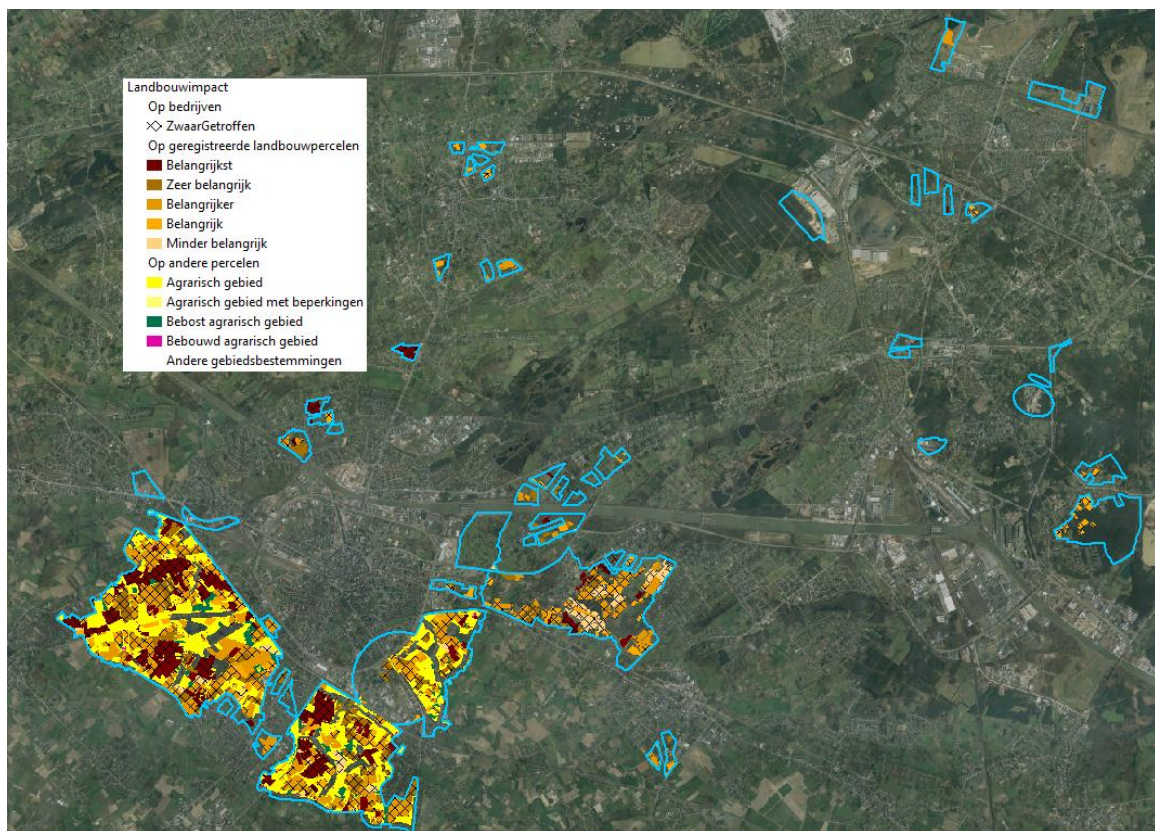 Landbouwimpact
Op bedrijven
ZwaarGetroffen
Op geregistreerde landbouwpercelen
Belangrijkst
Zeer belangrijk
Belangrijker
Belangrijk
Minder belangrijk
Op andere percelen
Agrarisch gebied
Agrarisch gebied met beperkingen
Bebost agrarisch gebied
Bebouwd agrarisch gebied
Andere gebiedsbestemmingen